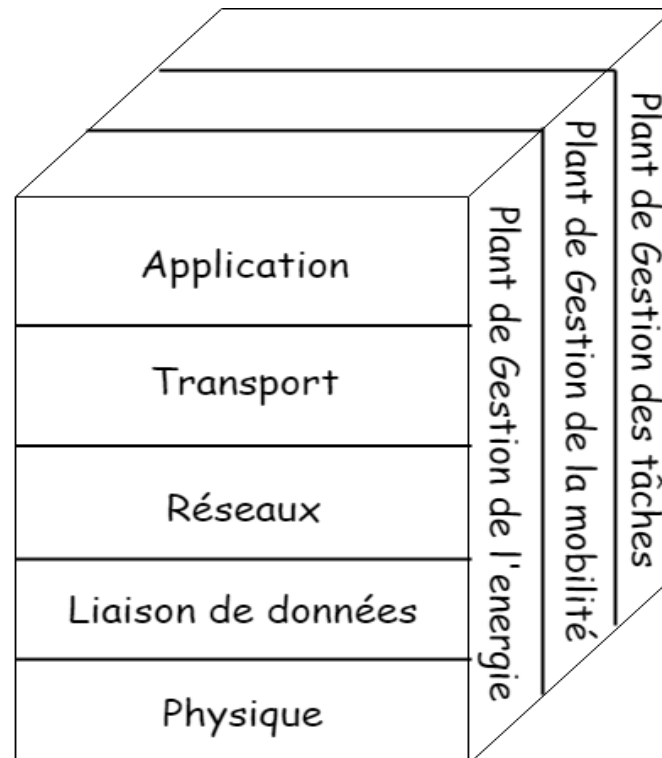 Application
Transport
Réseaux
Liaison de données
Physique
Plant de Gestion de l'energie
Plant de Gestion de la mobilité
Plant de Gestion des tâches